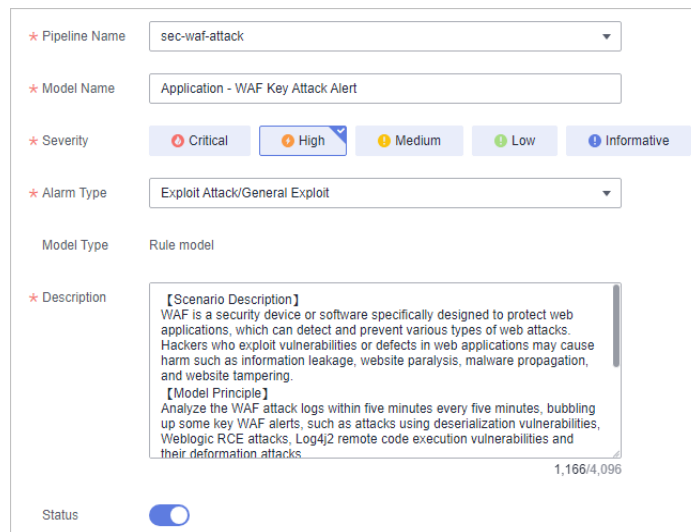 * Pipeline Name sec-waf-attack
* Model Name Application - WAF Key Attack Alert
* Severity Critical High Medium Low Informative
* Alarm Type Exploit Attack/General Exploit
Model Type Rule model
* Description 【Scenario Description】
WAF is a security device or software specifically designed to protect web
applications, which can detect and prevent various types of web attacks.
Hackers who exploit vulnerabilities or defects in web applications may cause
harm such as information leakage, website paralysis, malware propagation,
and website tampering.
【Model Principle】
Analyze the WAF attack logs within five minutes every five minutes, bubbling
up some key WAF alerts, such as attacks using deserialization vulnerabilities,
Weblogic RCE attacks, Log4j2 remote code execution vulnerabilities and
their deformation attacks
1,166/4,096
Status